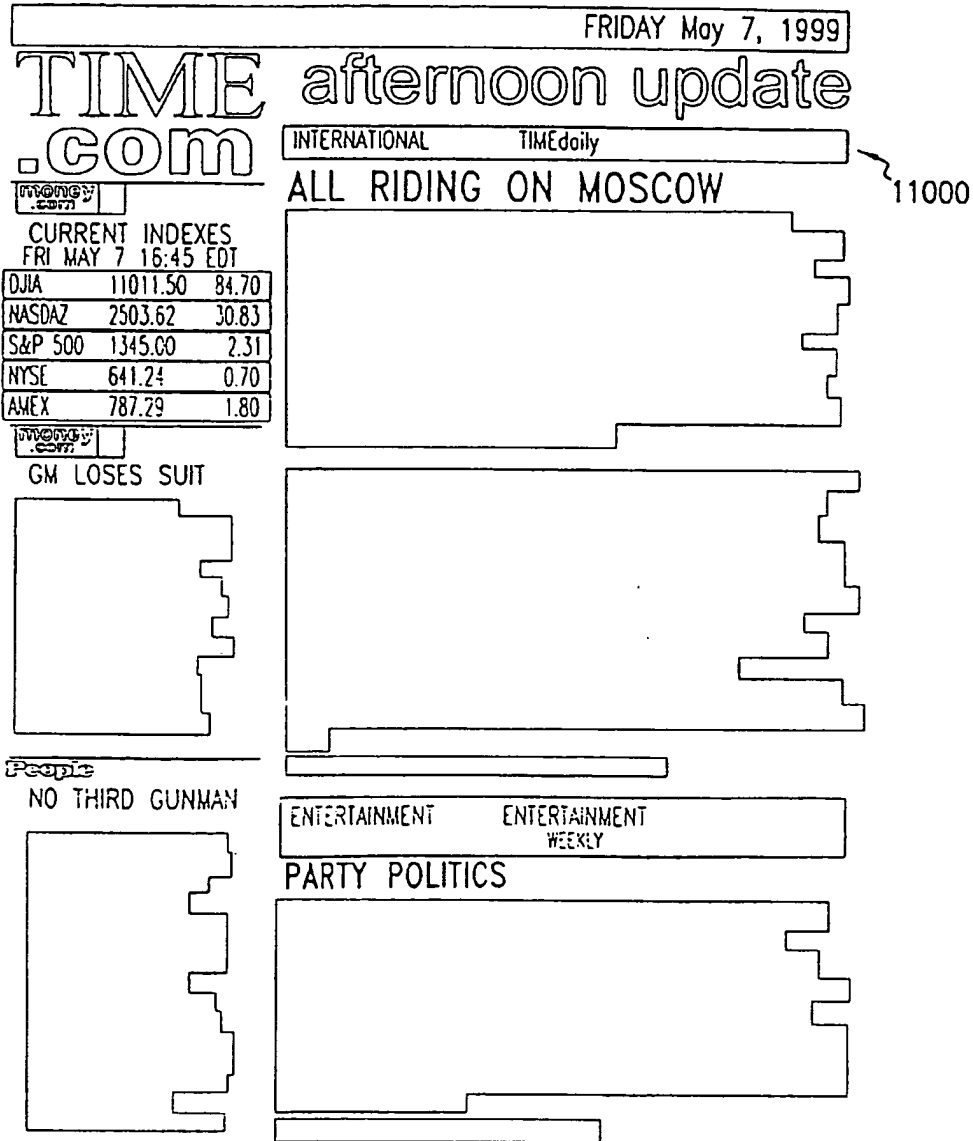 FRIDAY May 7, 1999
TIME
.com
afternoon update
INTERNATIONAL TIMEdaily
11000
ALL RIDING ON MOSCOW
money
.com
CURRENT INDEXES
FRI MAY 7 16:45 EDT
DJIA 11011.50 84.70
NASDAZ 2503.62 30.83
S&P 500 1345.00 2.31
NYSE 641.24 0.70
AMEX 787.29 1.80
money
.com
GM LOSES SUIT
People
NO THIRD GUNMAN
ENTERTAINMENT ENTERTAINMENT
WEEKLY
PARTY POLITICS